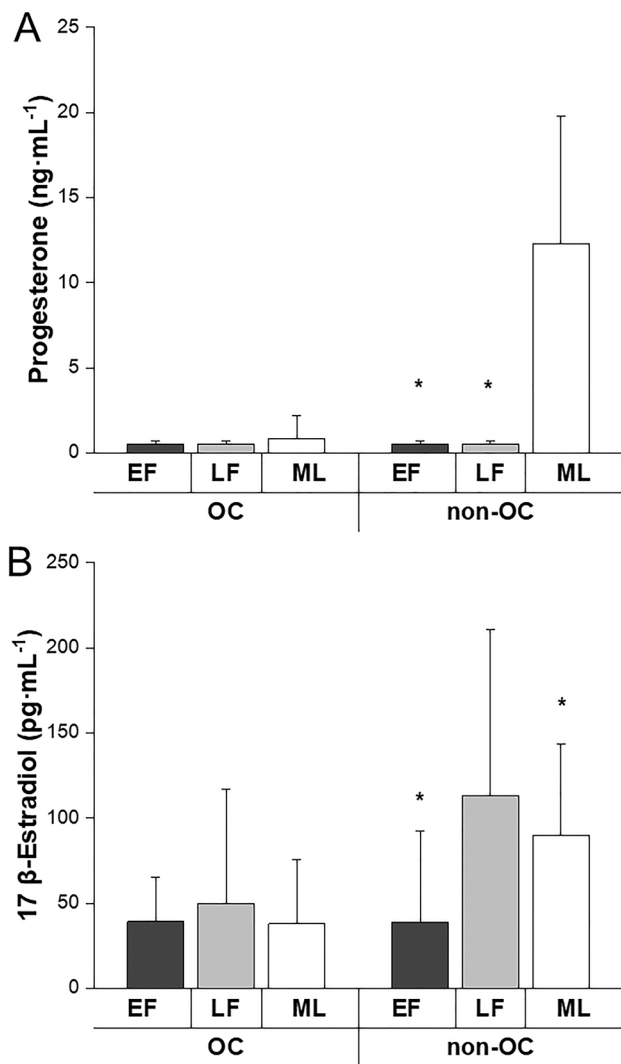 A
Progesterone (ng·mL⁻¹)
25
20
15
10
5
0
* *
EF LF ML EF LF ML
OC non-OC
B
17 β-Estradiol (pg·mL⁻¹)
250
200
150
100
50
0
* *
EF LF ML EF LF ML
OC non-OC